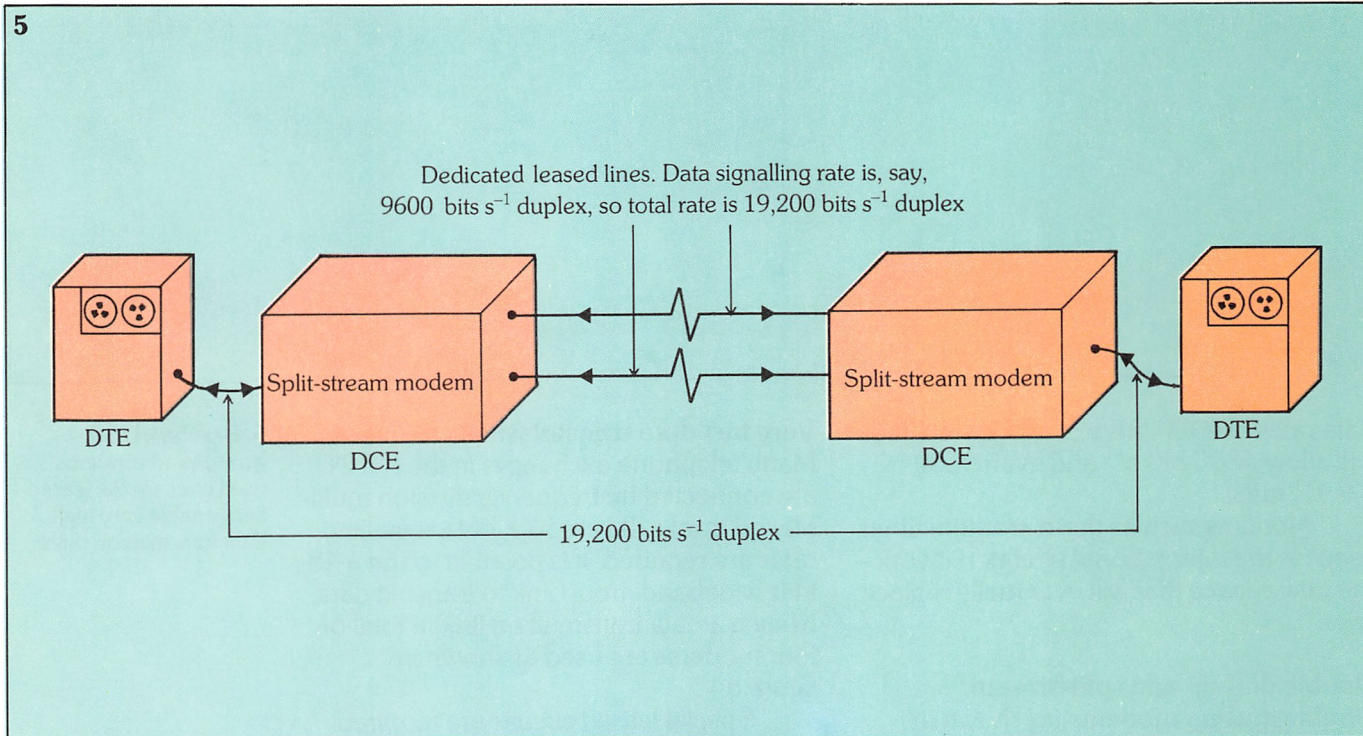 5
Dedicated leased lines. Data signalling rate is, say,
9600 bits s⁻¹ duplex, so total rate is 19,200 bits s⁻¹ duplex
Split-stream modem
Split-stream modem
DTE
DCE
DCE
DTE
19,200 bits s⁻¹ duplex